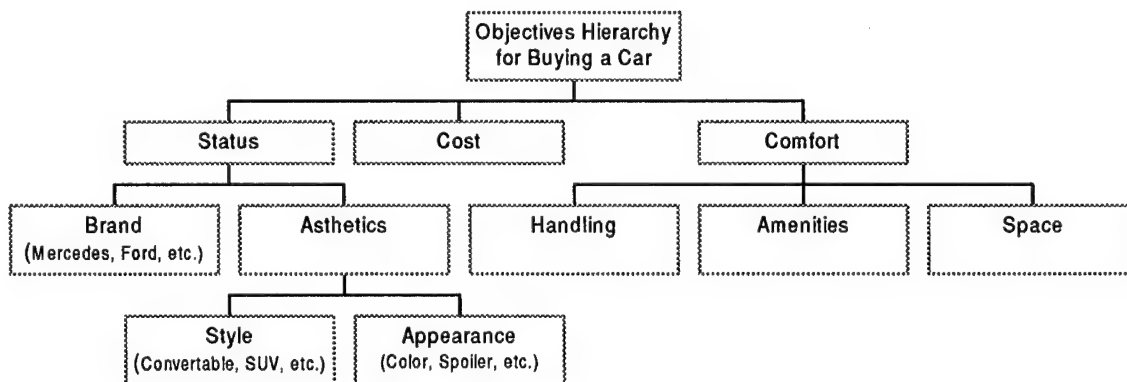 Objectives Hierarchy
for Buying a Car
Status
Cost
Comfort
Brand
(Mercedes, Ford, etc.)
Asthetics
Handling
Amenities
Space
Style
(Convertable, SUV, etc.)
Appearance
(Color, Spoiler, etc.)